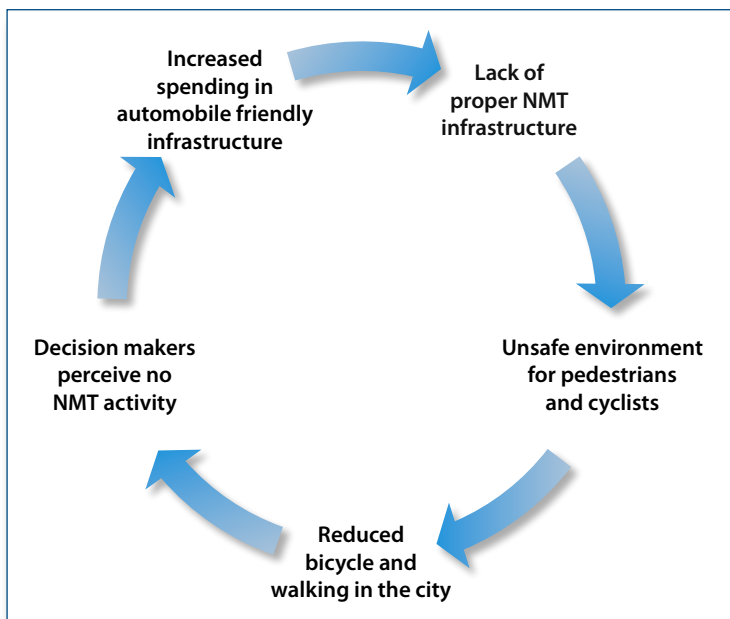 Increased
spending in
automobile friendly
infrastructure
Lack of
proper NMT
infrastructure
Unsafe environment
for pedestrians
and cyclists
Reduced
bicycle and
walking in the city
Decision makers
perceive no
NMT activity